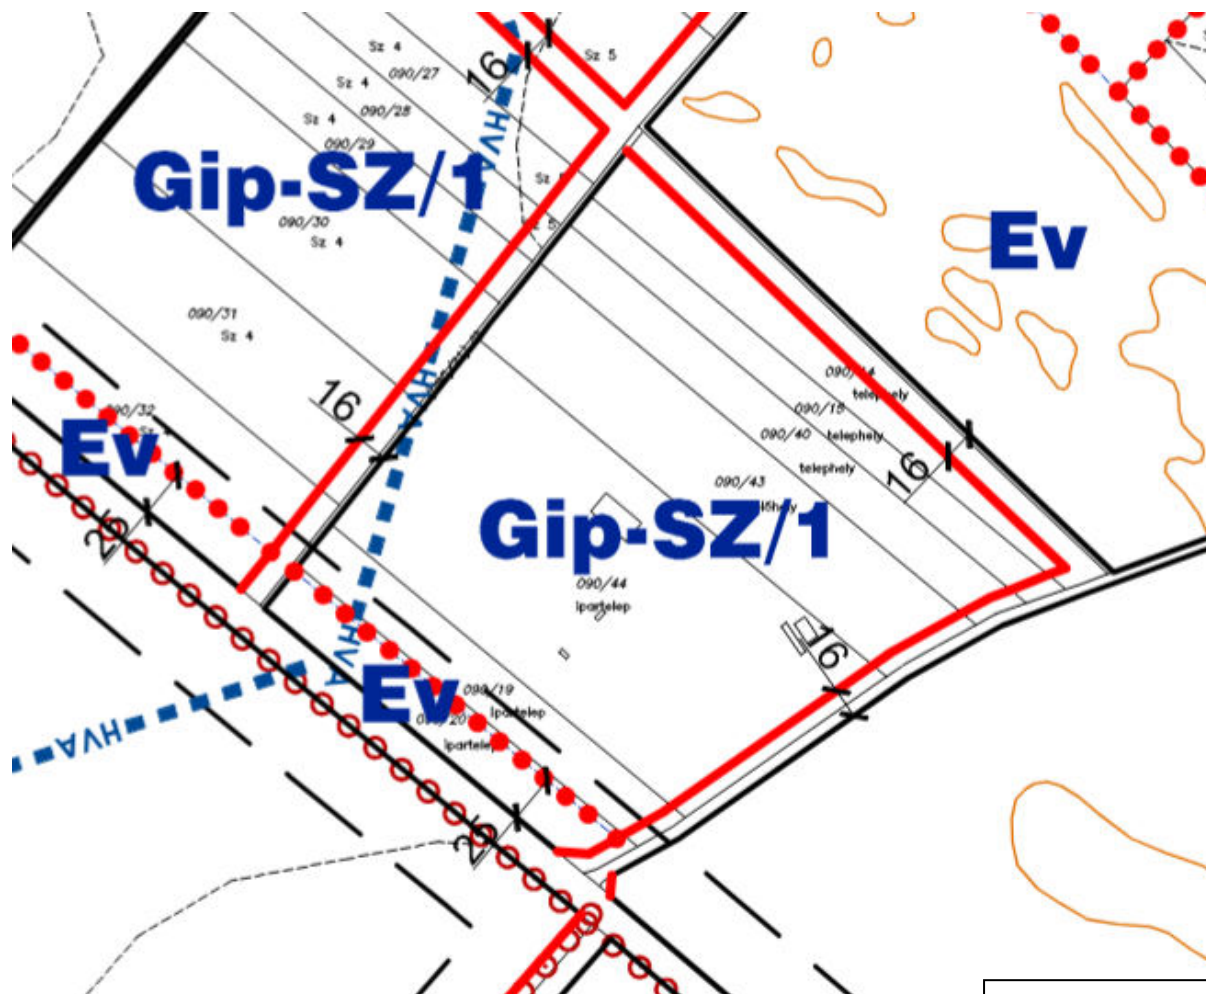 Sz 4
090/27
16
Sz 5
Sz 4
090/28
Sz 4
090/29
HVA
Gip-SZ/1
Sz
090/30
Sz 4
Ev
090/31
Sz 4
16
HVA
090/14
telephely
090/15
090/40 telephely
telephely
090/32
Ev
16
090/43
Gip-SZ/1
25
090/44
ipartelep
HVA
16
Ev
090/19
ipartelep
ipartelep
HVA
25